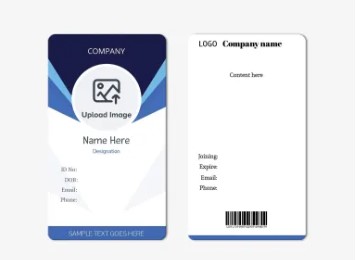 COMPANY
Upload Image
Name Here
Designation
ID No:
DOB:
Email:
Phone:
SAMPLE TEXT GOES HERE
LOGO Company name
Content here
Joining:
Expire:
Email:
Phone: